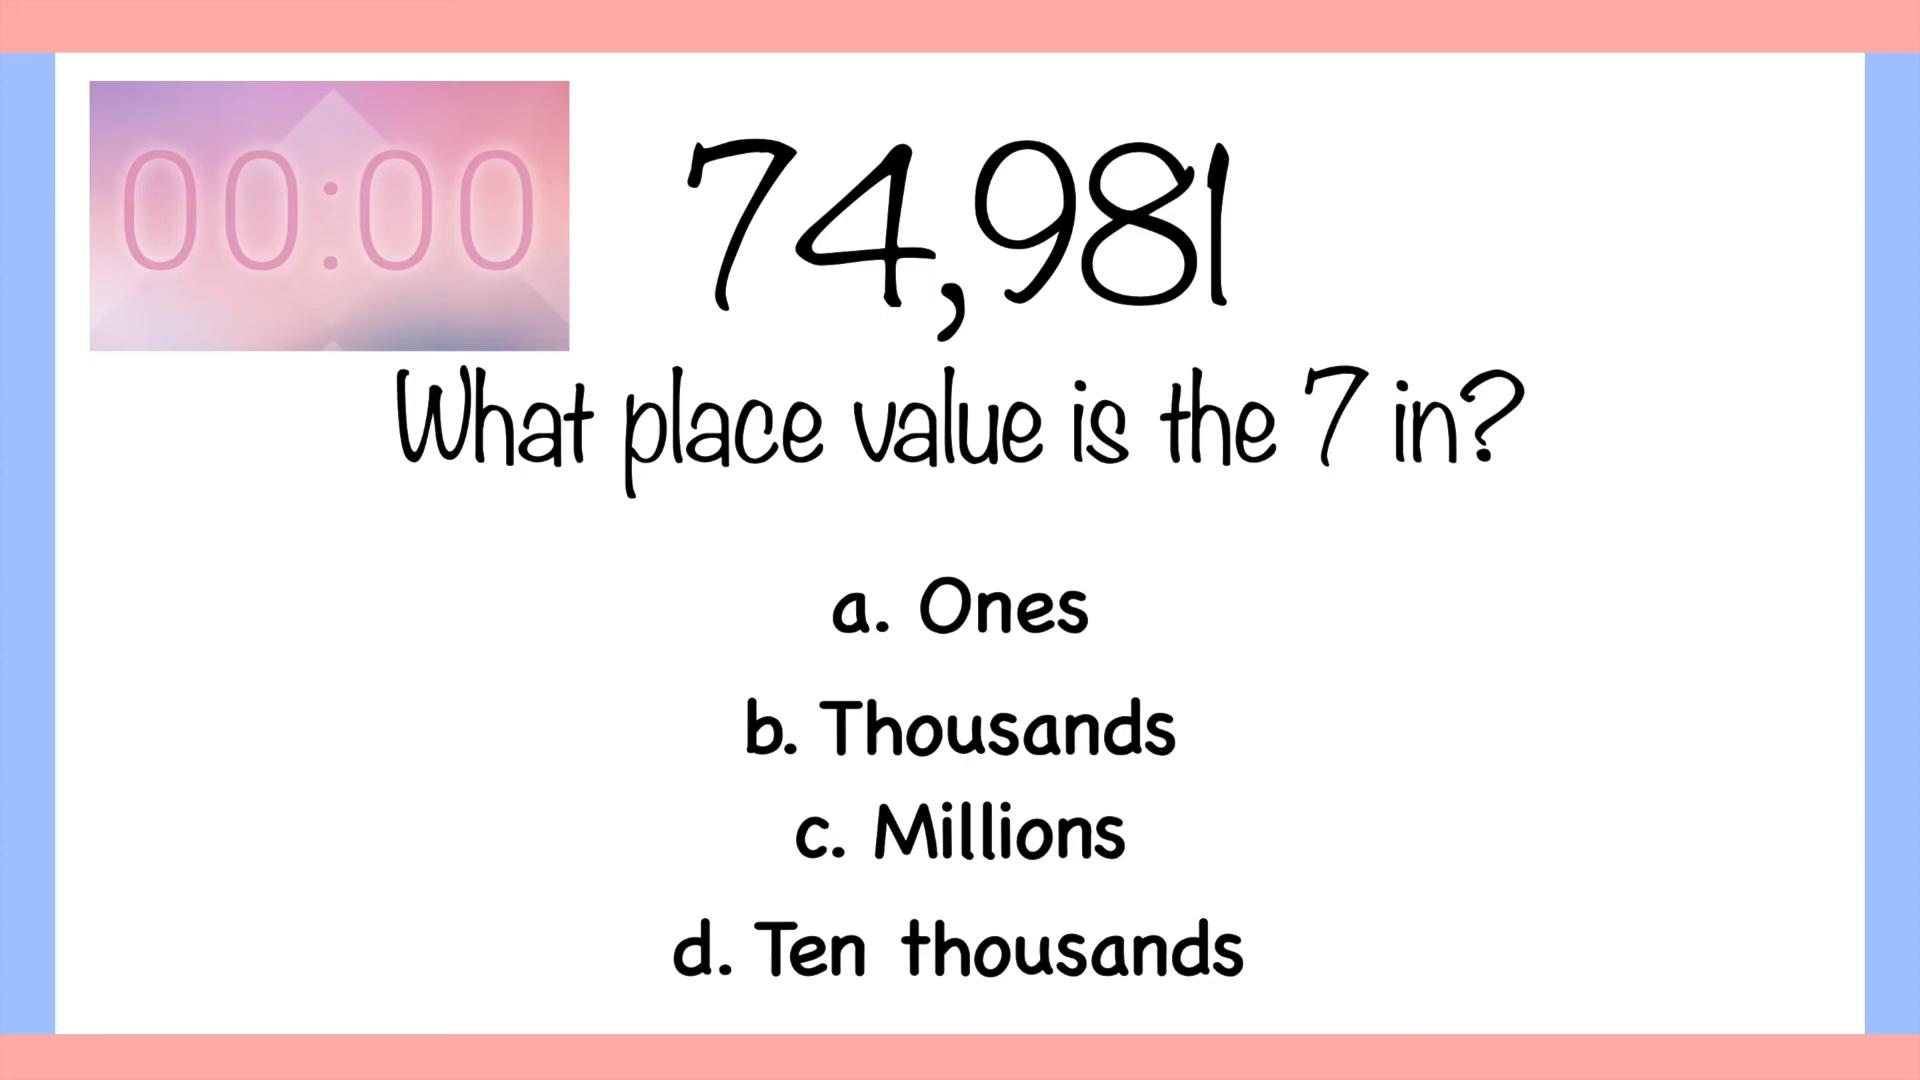 00:00
74,981
What place value is the 7 in?
a. Ones
b. Thousands
c. Millions
d. Ten thousands